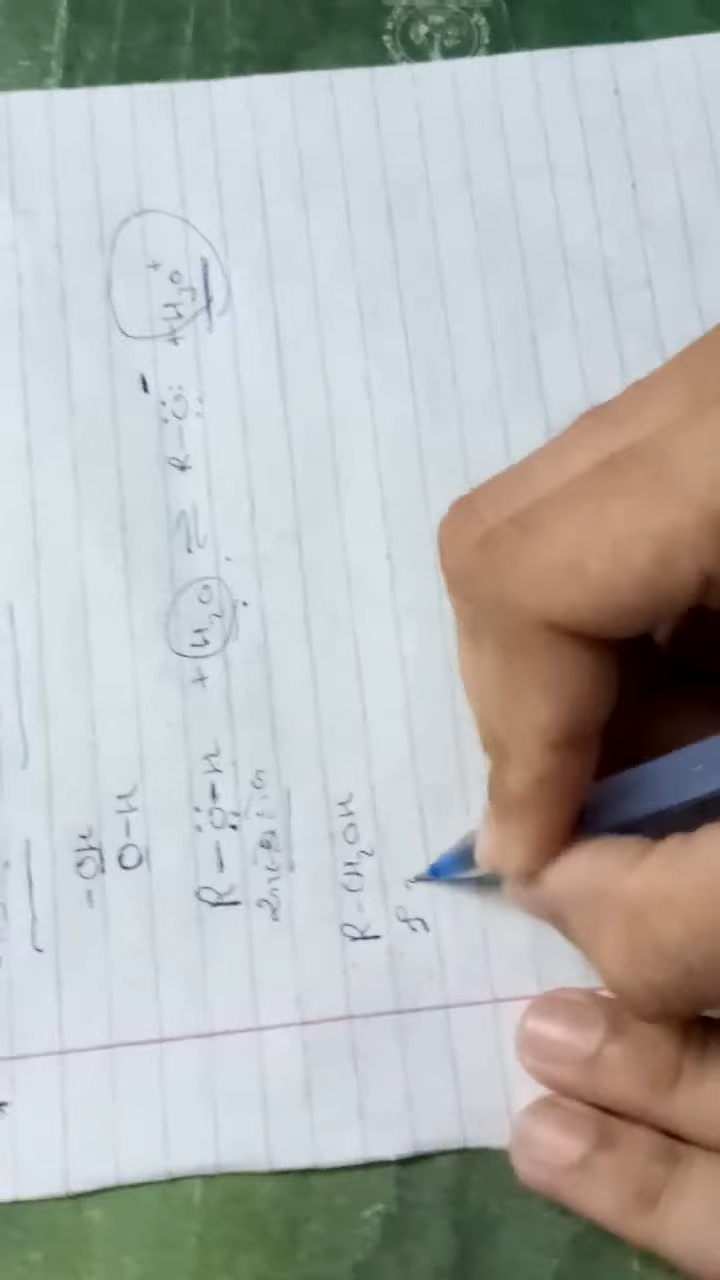 -OH
O-H
R-Ö-H + H₂O ⇌ R-Ö:⁻ + H₃O⁺
R-CH₂OH